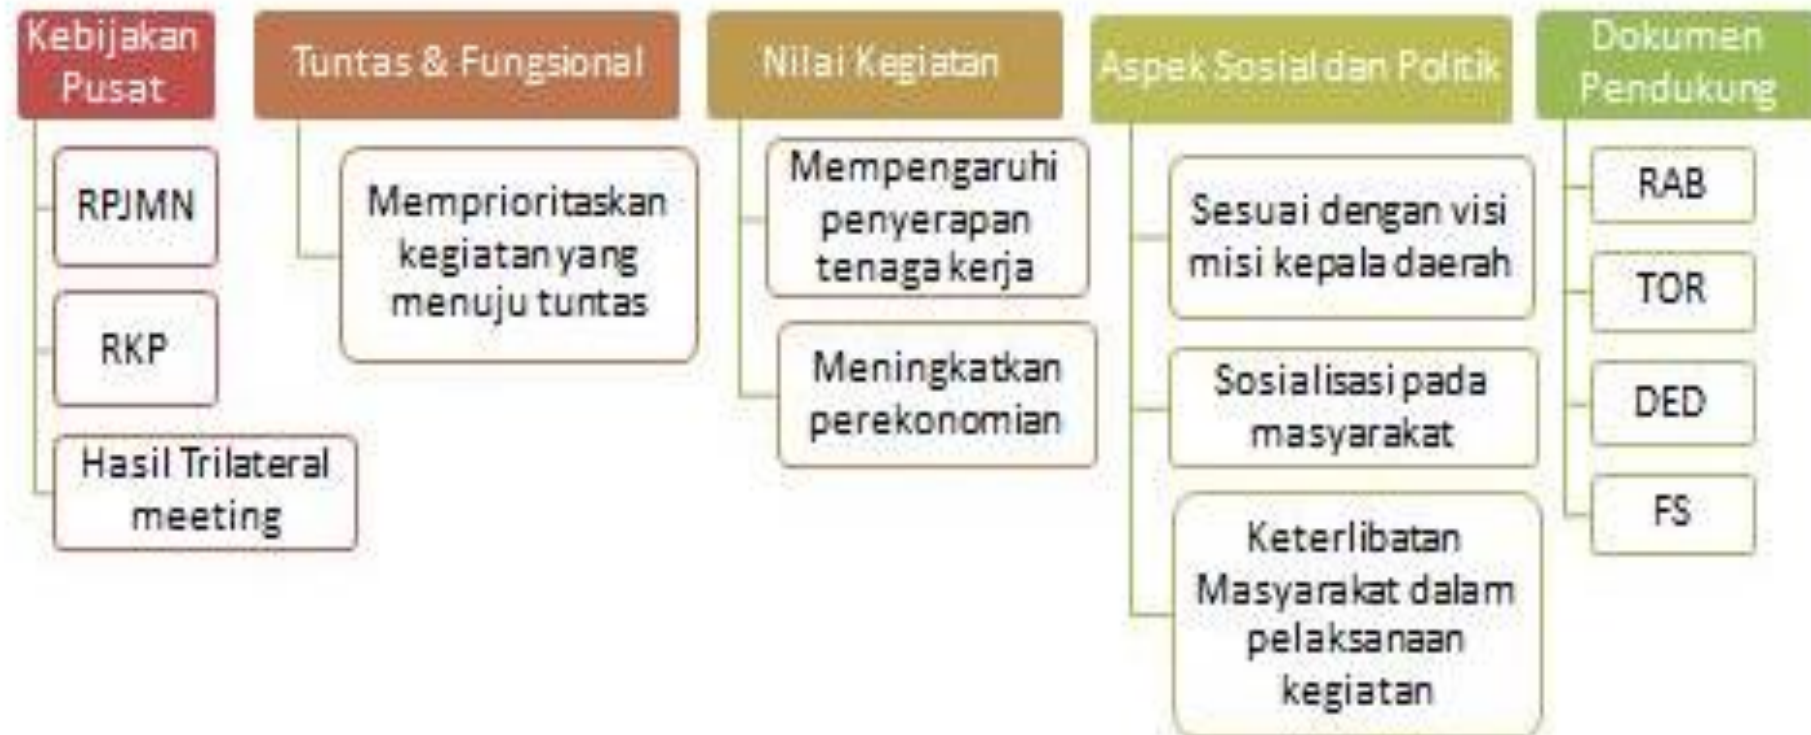 Kebijakan
Pusat
RPJMN
RKP
Hasil Trilateral
meeting
Tuntas & Fungsional
Memprioritaskan
kegiatan yang
menuju tuntas
Nilai Kegiatan
Mempengaruhi
penyerapan
tenaga kerja
Meningkatkan
perekonomian
Aspek Sosial dan Politik
Sesuai dengan visi
misi kepala daerah
Sosialisasi pada
masyarakat
Keterlibatan
Masyarakat dalam
pelaksanaan
kegiatan
Dokumen
Pendukung
RAB
TOR
DED
FS